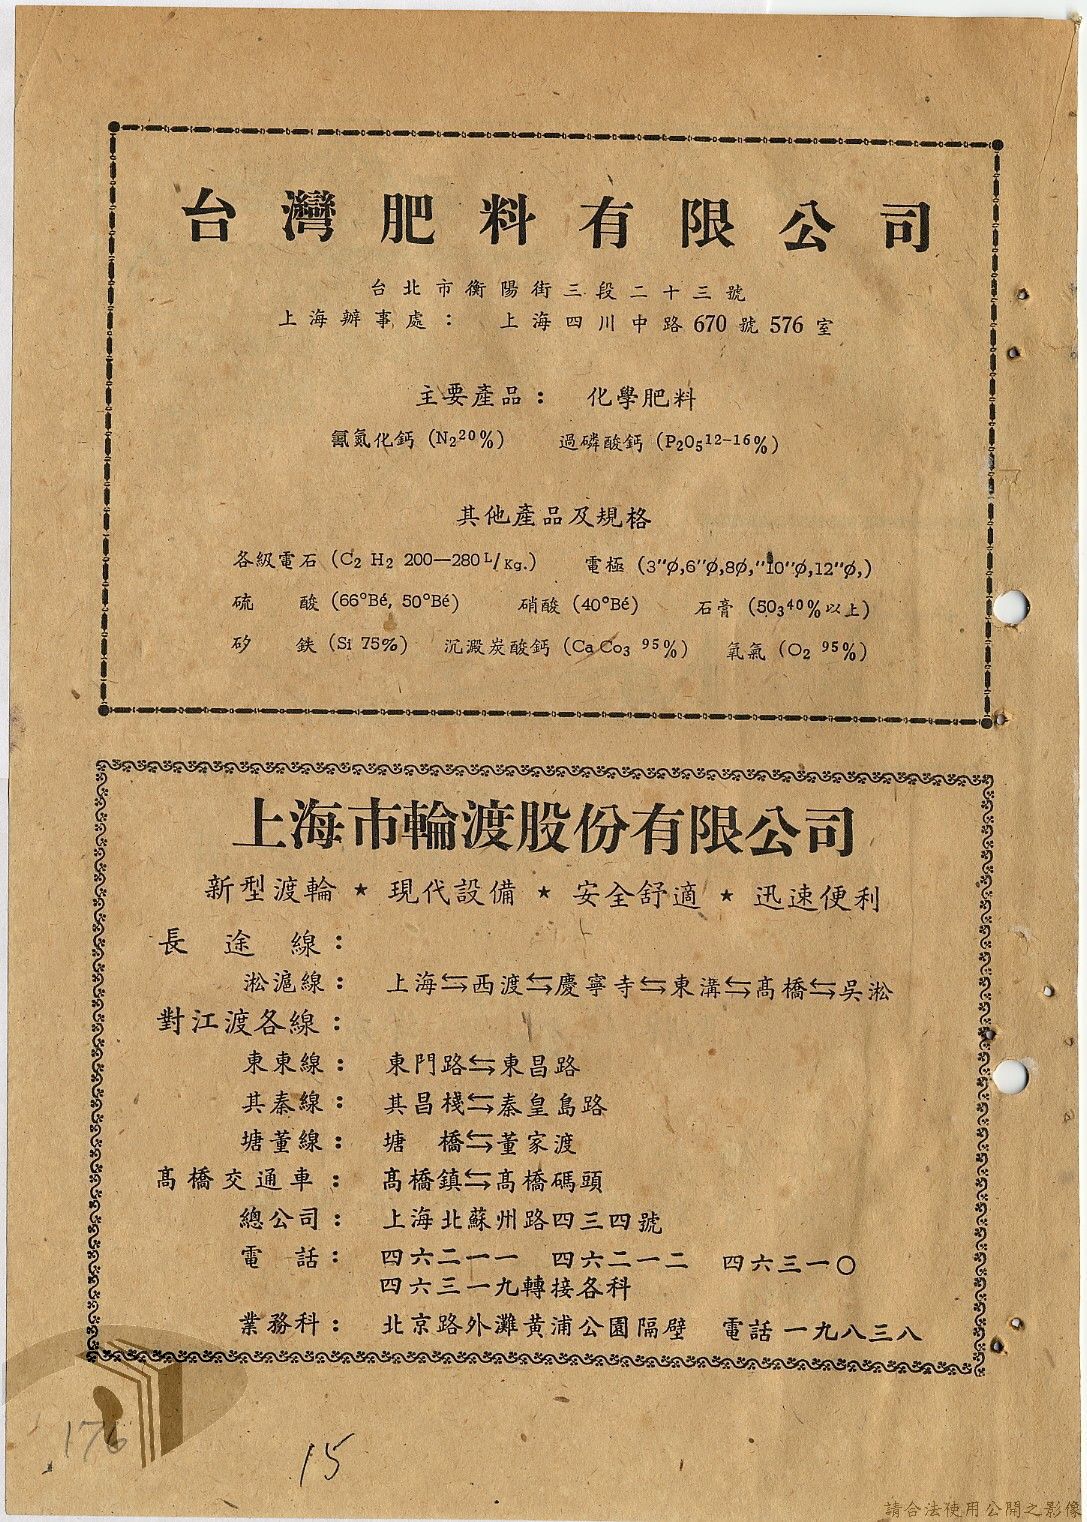 台灣肥料有限公司
台北市衡陽街三段二十三號
上海辦事處： 上海四川中路670號576室
主要產品： 化學肥料
氰氮化鈣 (N₂20%) 過磷酸鈣 (P₂O₅12-16%)
其他產品及規格
各級電石 (C₂ H₂ 200—280 L/Kg.) 電極 (3"Ø,6"Ø,8Ø,"10"Ø,12"Ø,)
硫 酸 (66°Bé, 50°Bé) 硝酸 (40°Bé) 石膏 (SO₃40%以上)
矽 鉄 (Si 75%) 沉澱炭酸鈣 (Ca Co₃ 95%) 氧氣 (O₂ 95%)
上海市輪渡股份有限公司
新型渡輪 ★ 現代設備 ★ 安全舒適 ★ 迅速便利
長途線：
淞滬線： 上海⇆西渡⇆慶寧寺⇆東溝⇆高橋⇆吳淞
對江渡各線：
東東線： 東門路⇆東昌路
其秦線： 其昌棧⇆秦皇島路
塘董線： 塘 橋⇆董家渡
高橋交通車： 高橋鎮⇆高橋碼頭
總公司： 上海北蘇州路四三四號
電 話： 四六二一一 四六二一二 四六三一〇
四六三一九轉接各科
業務科： 北京路外灘黃浦公園隔壁 電話一九八三八
176
15
請合法使用公開之影像